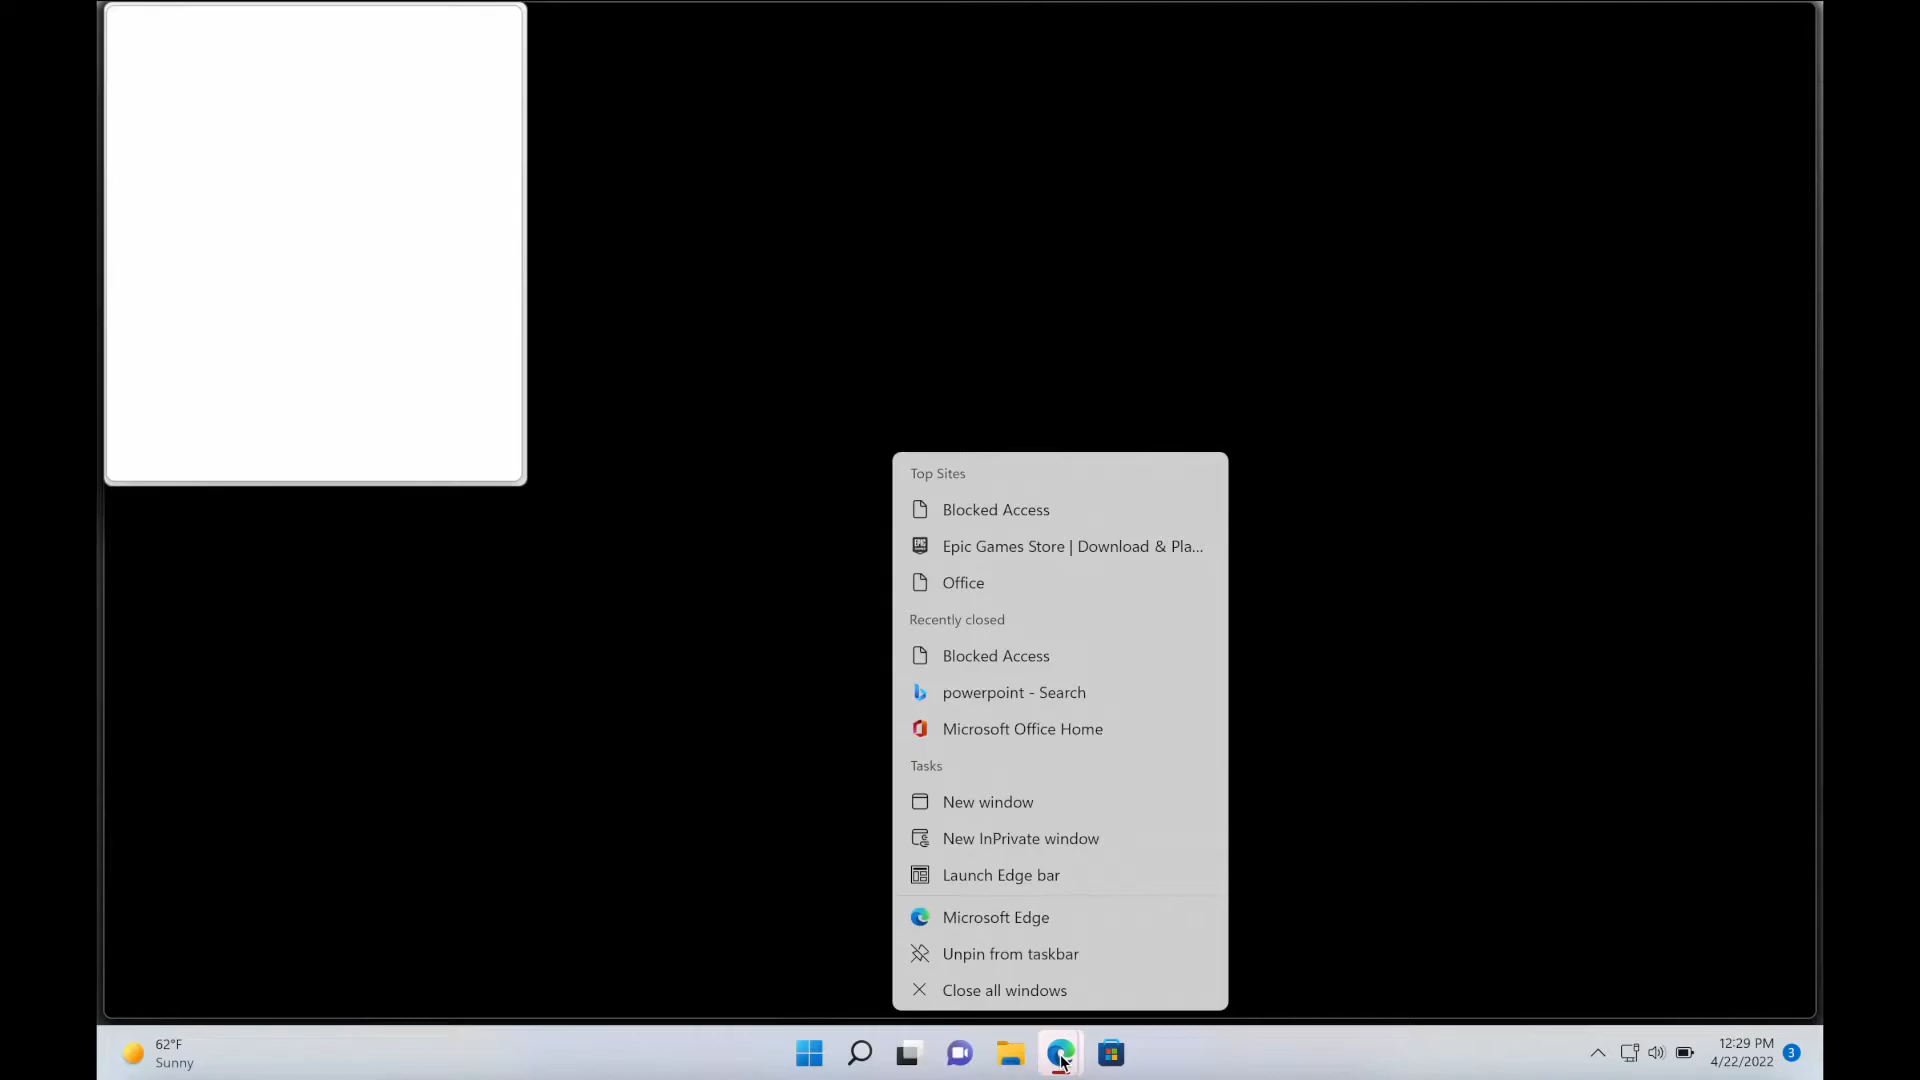 Top Sites
Blocked Access
Epic Games Store | Download & Pla...
Office
Recently closed
Blocked Access
powerpoint - Search
Microsoft Office Home
Tasks
New window
New InPrivate window
Launch Edge bar
Microsoft Edge
Unpin from taskbar
Close all windows
62°F
Sunny
12:29 PM
4/22/2022
3